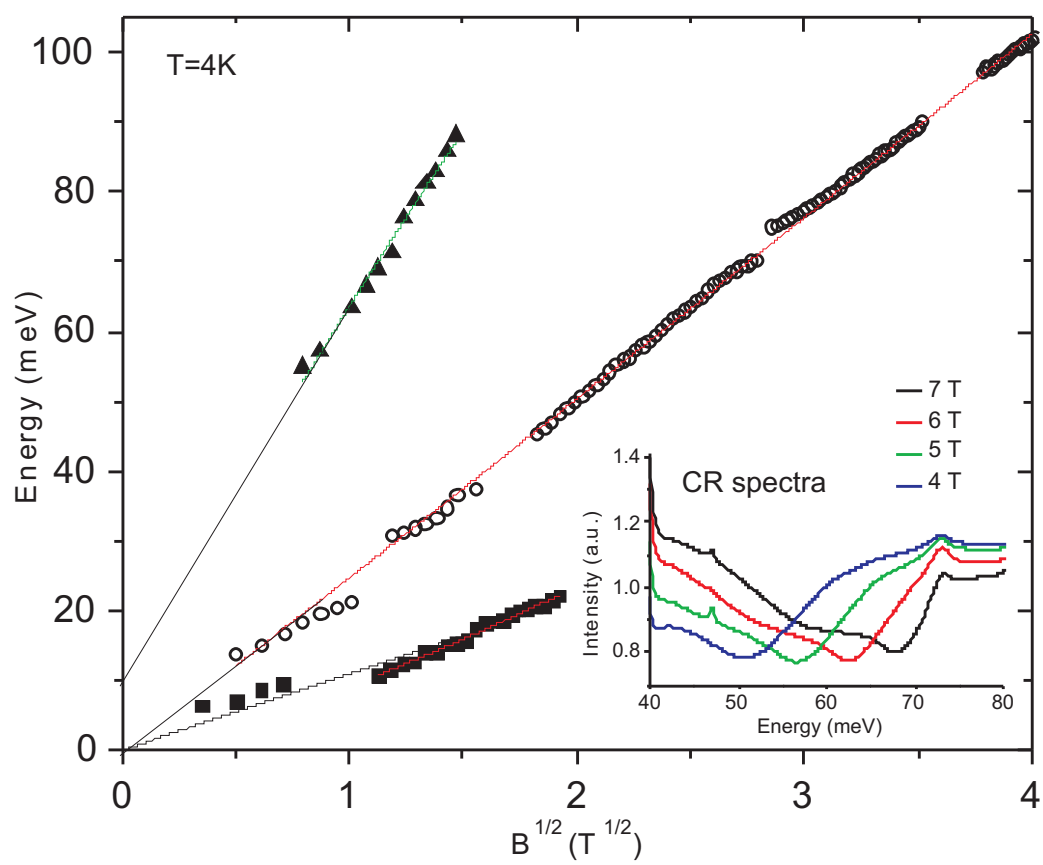 100
80
60
40
20
0
Energy (meV)
T=4K
7 T
6 T
5 T
4 T
CR spectra
1.4
1.2
1.0
0.8
Intensity (a.u.)
40 50 60 70 80
Energy (meV)
0 1 2 3 4
B 1/2 (T 1/2)